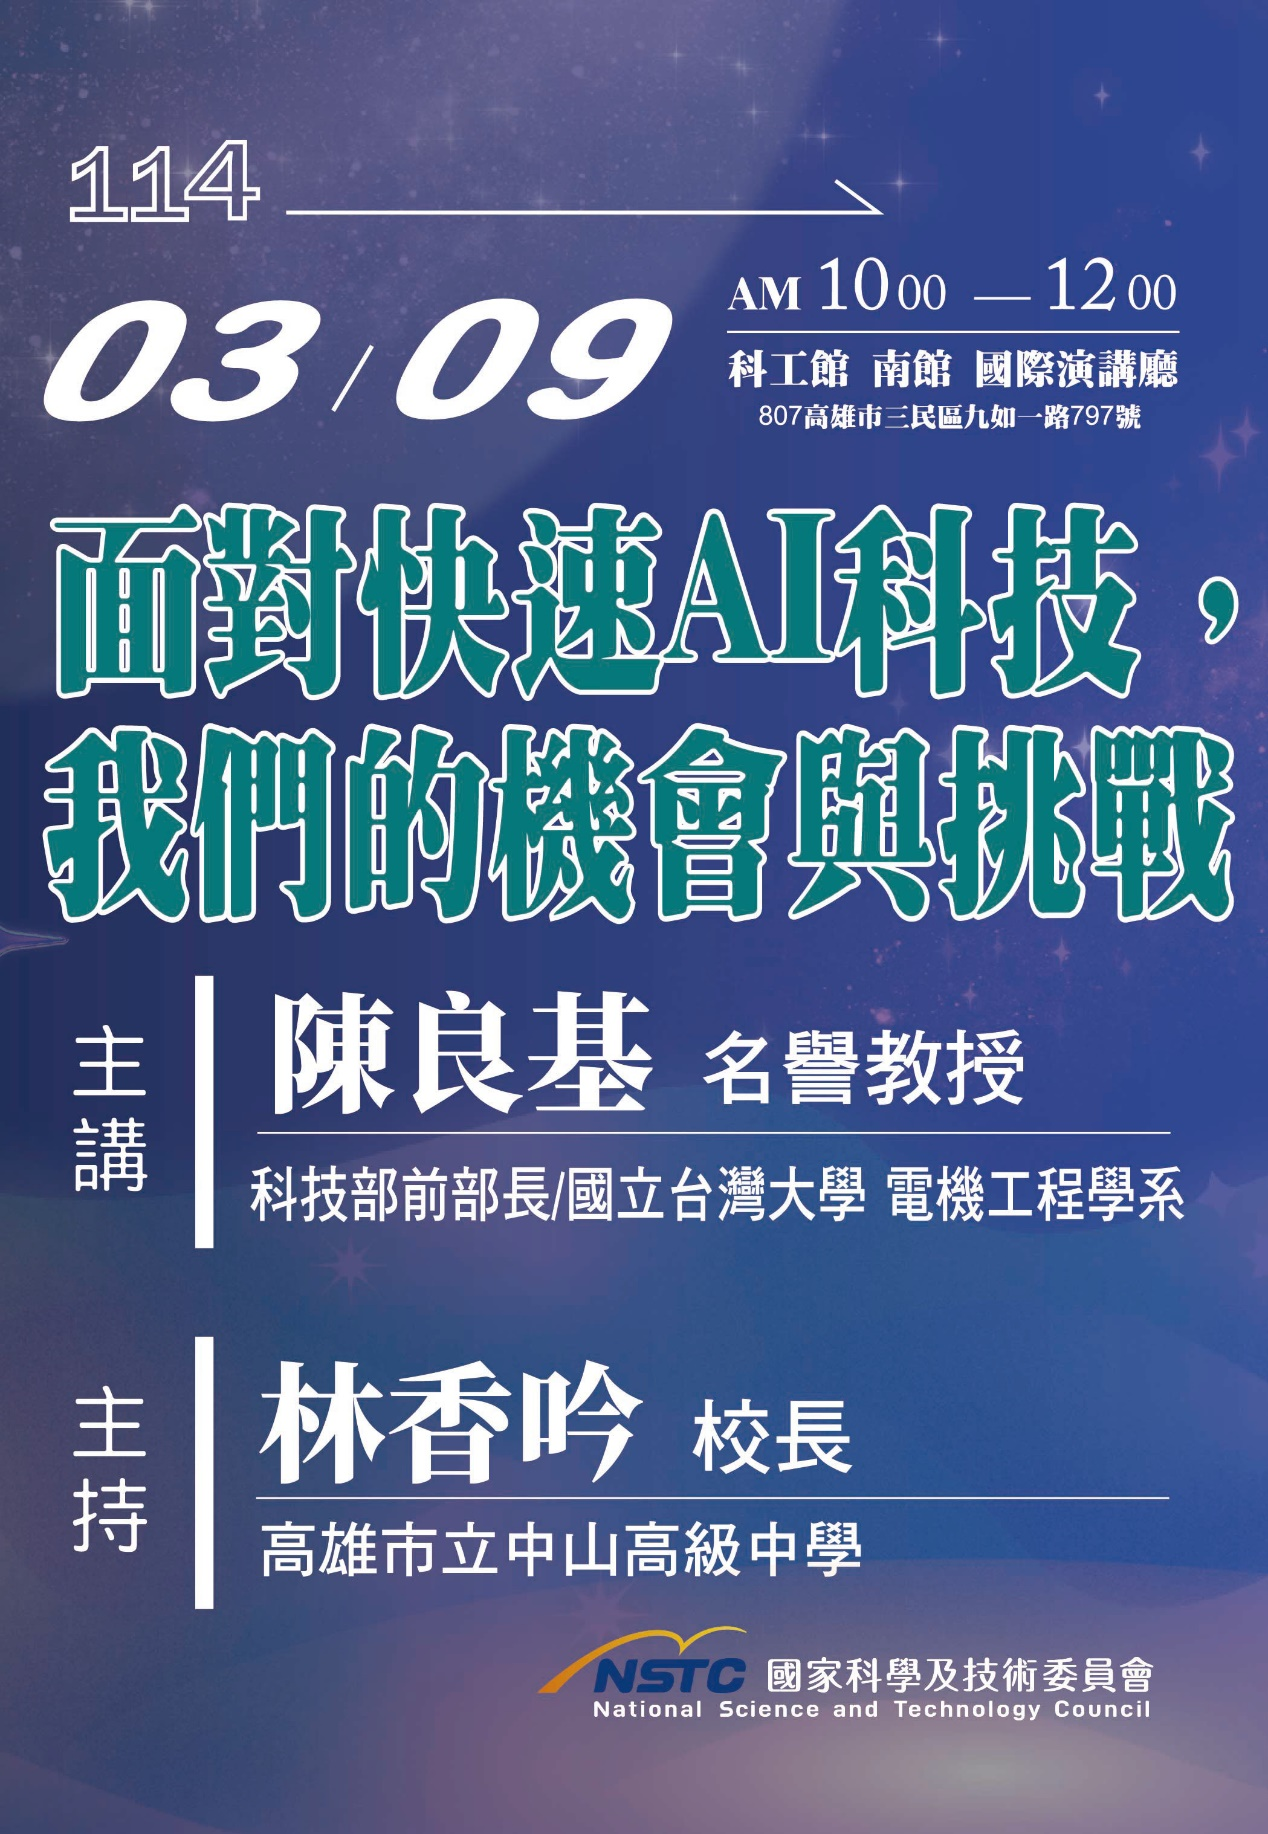 114
03/09
AM 10 00 — 12 00
科工館 南館 國際演講廳
807高雄市三民區九如一路797號
面對快速AI科技，
我們的機會與挑戰
主講
陳良基 名譽教授
科技部前部長/國立台灣大學 電機工程學系
主持
林香吟 校長
高雄市立中山高級中學
NSTC 國家科學及技術委員會
National Science and Technology Council